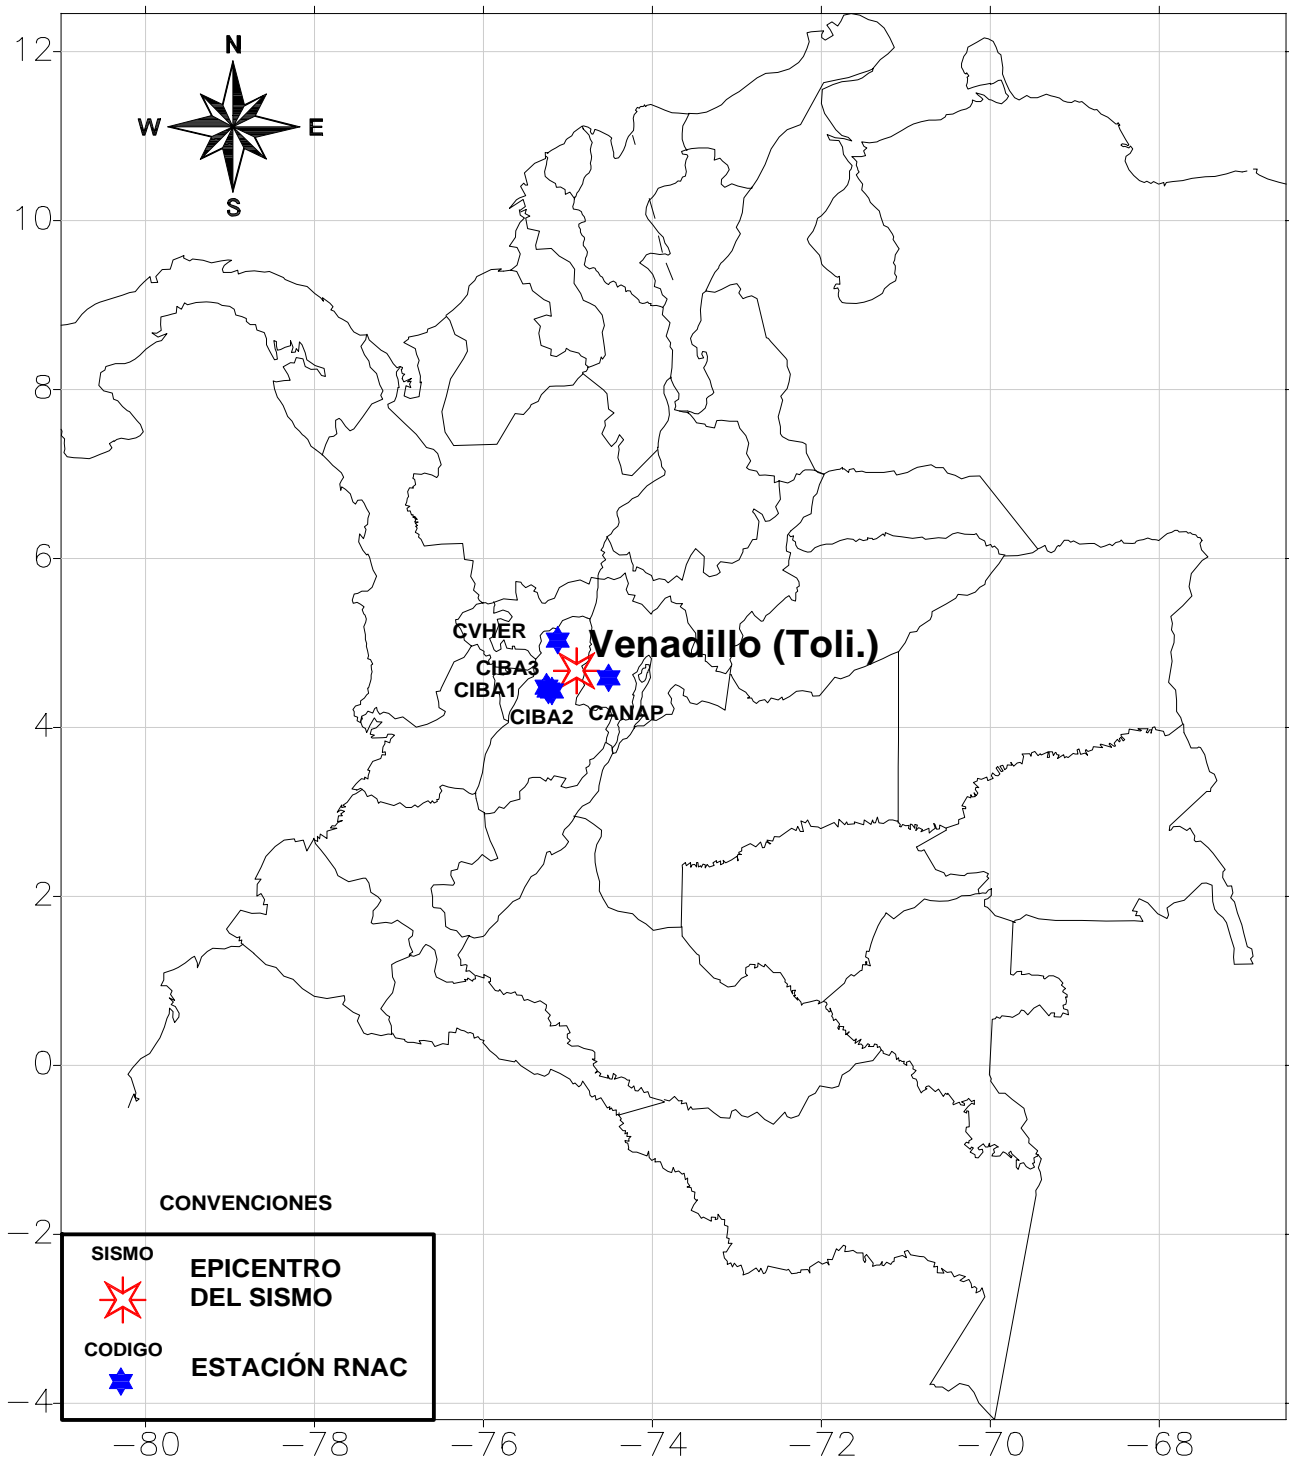 N
W E
S
12
10
8
6
4
2
0
−2
−4
CVHER
Venadillo (Toli.)
CIBA3
CIBA1
CIBA2
CANAP
CONVENCIONES
SISMO
EPICENTRO
DEL SISMO
CODIGO
ESTACIÓN RNAC
−80 −78 −76 −74 −72 −70 −68